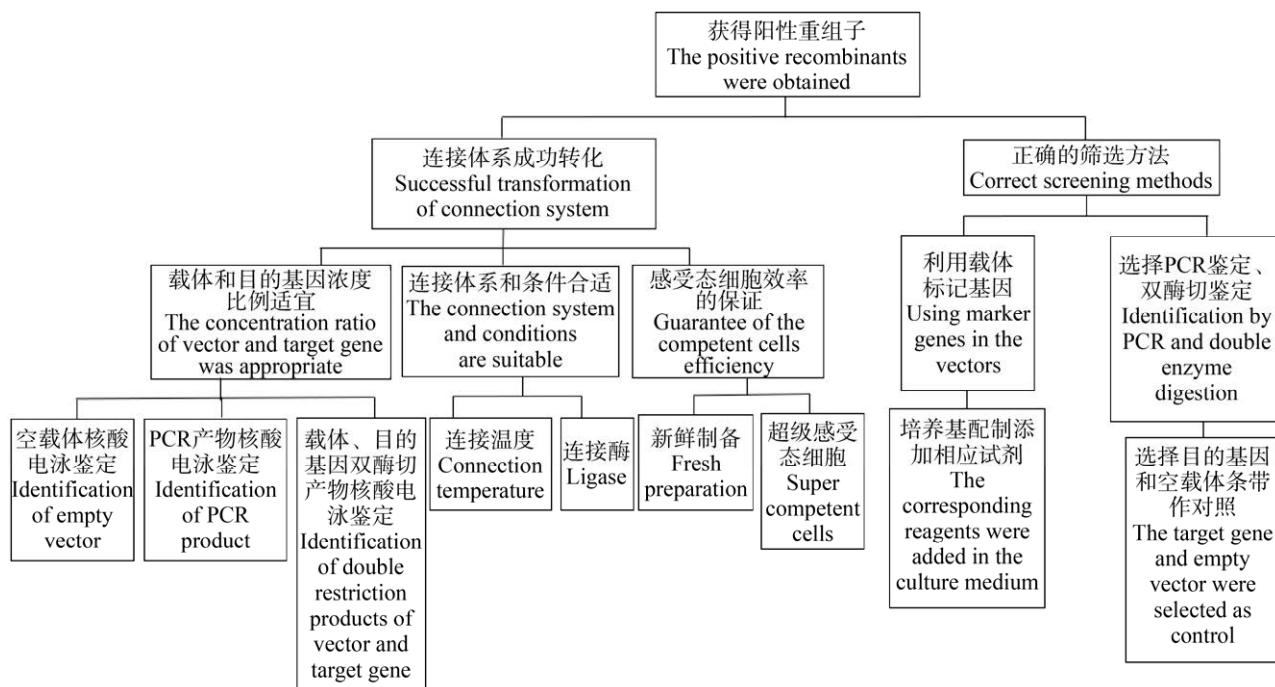 获得阳性重组子
The positive recombinants
were obtained
连接体系成功转化
Successful transformation
of connection system
正确的筛选方法
Correct screening methods
载体和目的基因浓度
比例适宜
The concentration ratio
of vector and target gene
was appropriate
连接体系和条件合适
The connection system
and conditions
are suitable
感受态细胞效率
的保证
Guarantee of the
competent cells
efficiency
利用载体
标记基因
Using marker
genes in the
vectors
选择PCR鉴定、
双酶切鉴定
Identification by
PCR and double
enzyme
digestion
空载体核酸
电泳鉴定
Identification
of empty
vector
PCR产物核酸
电泳鉴定
Identification
of PCR
product
载体、目的
基因双酶切
产物核酸电
泳鉴定
Identification
of double
restriction
products of
vector and
target gene
连接温度
Connection
temperature
连接酶
Ligase
新鲜制备
Fresh
preparation
超级感受
态细胞
Super
competent
cells
培养基配制添
加相应试剂
The
corresponding
reagents were
added in the
culture medium
选择目的基因
和空载体条带
作对照
The target gene
and empty
vector were
selected as
control